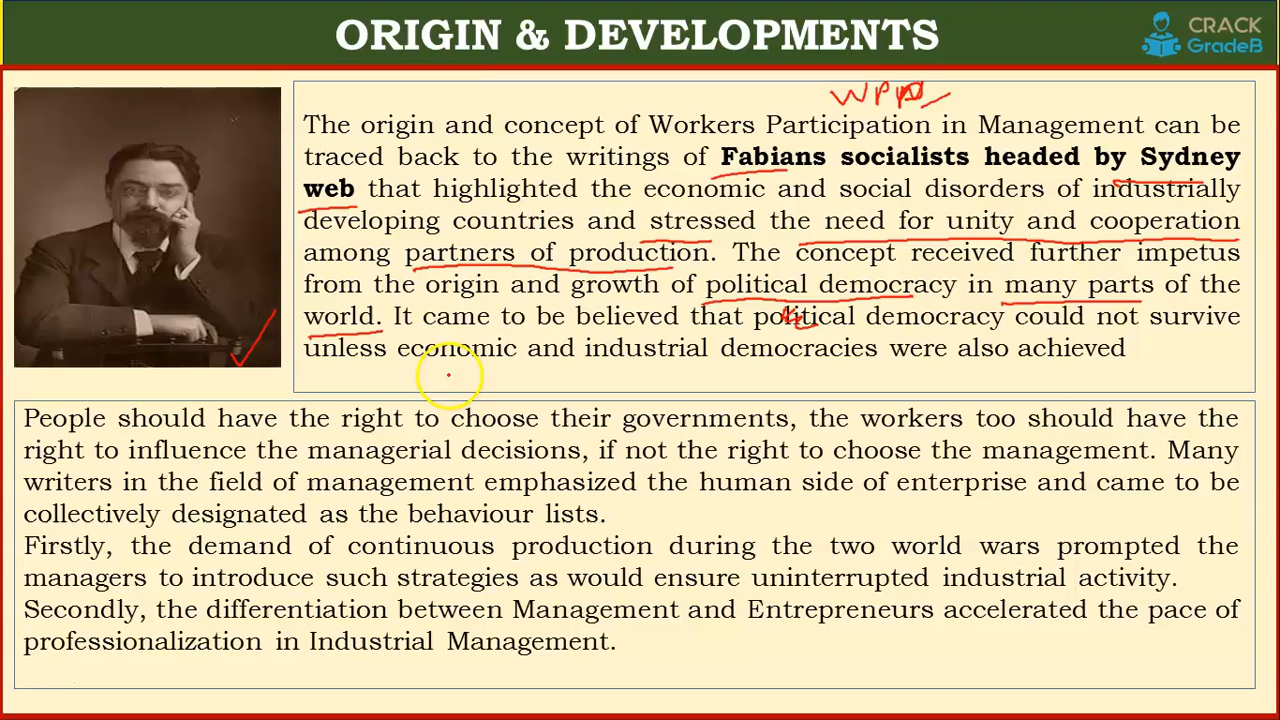 ORIGIN & DEVELOPMENTS
CRACK
GradeB
The origin and concept of Workers Participation in Management can be
traced back to the writings of Fabians socialists headed by Sydney
web that highlighted the economic and social disorders of industrially
developing countries and stressed the need for unity and cooperation
among partners of production. The concept received further impetus
from the origin and growth of political democracy in many parts of the
world. It came to be believed that political democracy could not survive
unless economic and industrial democracies were also achieved
People should have the right to choose their governments, the workers too should have the
right to influence the managerial decisions, if not the right to choose the management. Many
writers in the field of management emphasized the human side of enterprise and came to be
collectively designated as the behaviour lists.
Firstly, the demand of continuous production during the two world wars prompted the
managers to introduce such strategies as would ensure uninterrupted industrial activity.
Secondly, the differentiation between Management and Entrepreneurs accelerated the pace of
professionalization in Industrial Management.